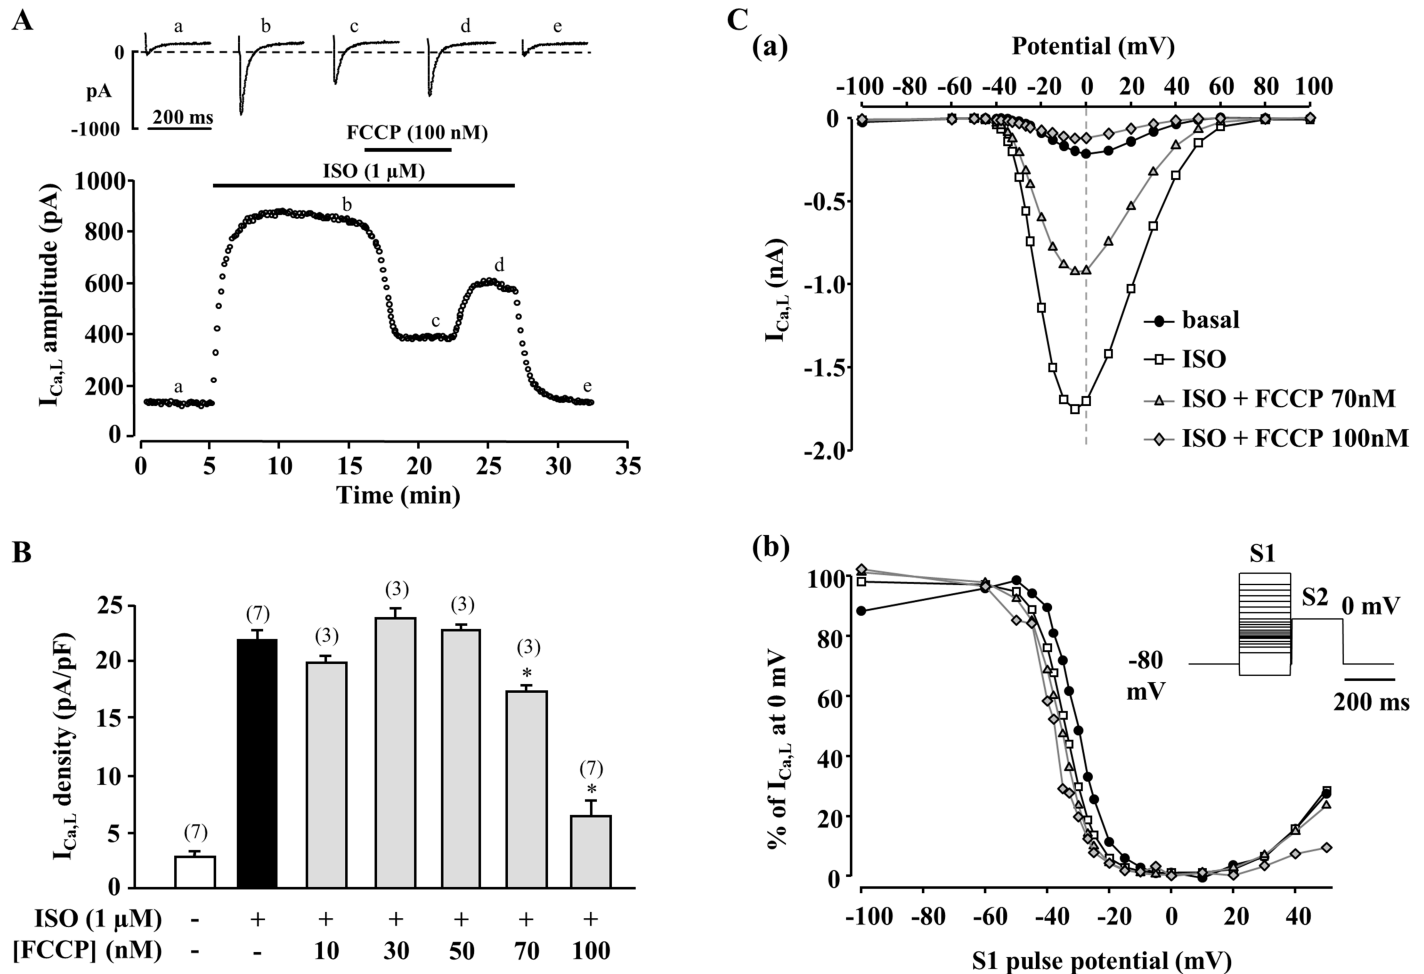 A
a b c d e
0
pA
-1000
200 ms
FCCP (100 nM)
ISO (1 µM)
1000
800
600
400
200
0
I_Ca,L amplitude (pA)
a
b
c
d
e
0 5 10 15 20 25 30 35
Time (min)
B
25
20
15
10
5
0
I_Ca,L density (pA/pF)
(7)
(7)
(3)
(3)
(3)
(3)
*
(7)
*
ISO (1 µM) - + + + + + +
[FCCP] (nM) - - 10 30 50 70 100
C
(a)
Potential (mV)
-100 -80 -60 -40 -20 0 20 40 60 80 100
0
-0.5
-1.0
-1.5
-2.0
I_Ca,L (nA)
basal
ISO
ISO + FCCP 70nM
ISO + FCCP 100nM
(b)
100
80
60
40
20
0
% of I_Ca,L at 0 mV
S1
S2
0 mV
-80
mV
200 ms
-100 -80 -60 -40 -20 0 20 40
S1 pulse potential (mV)